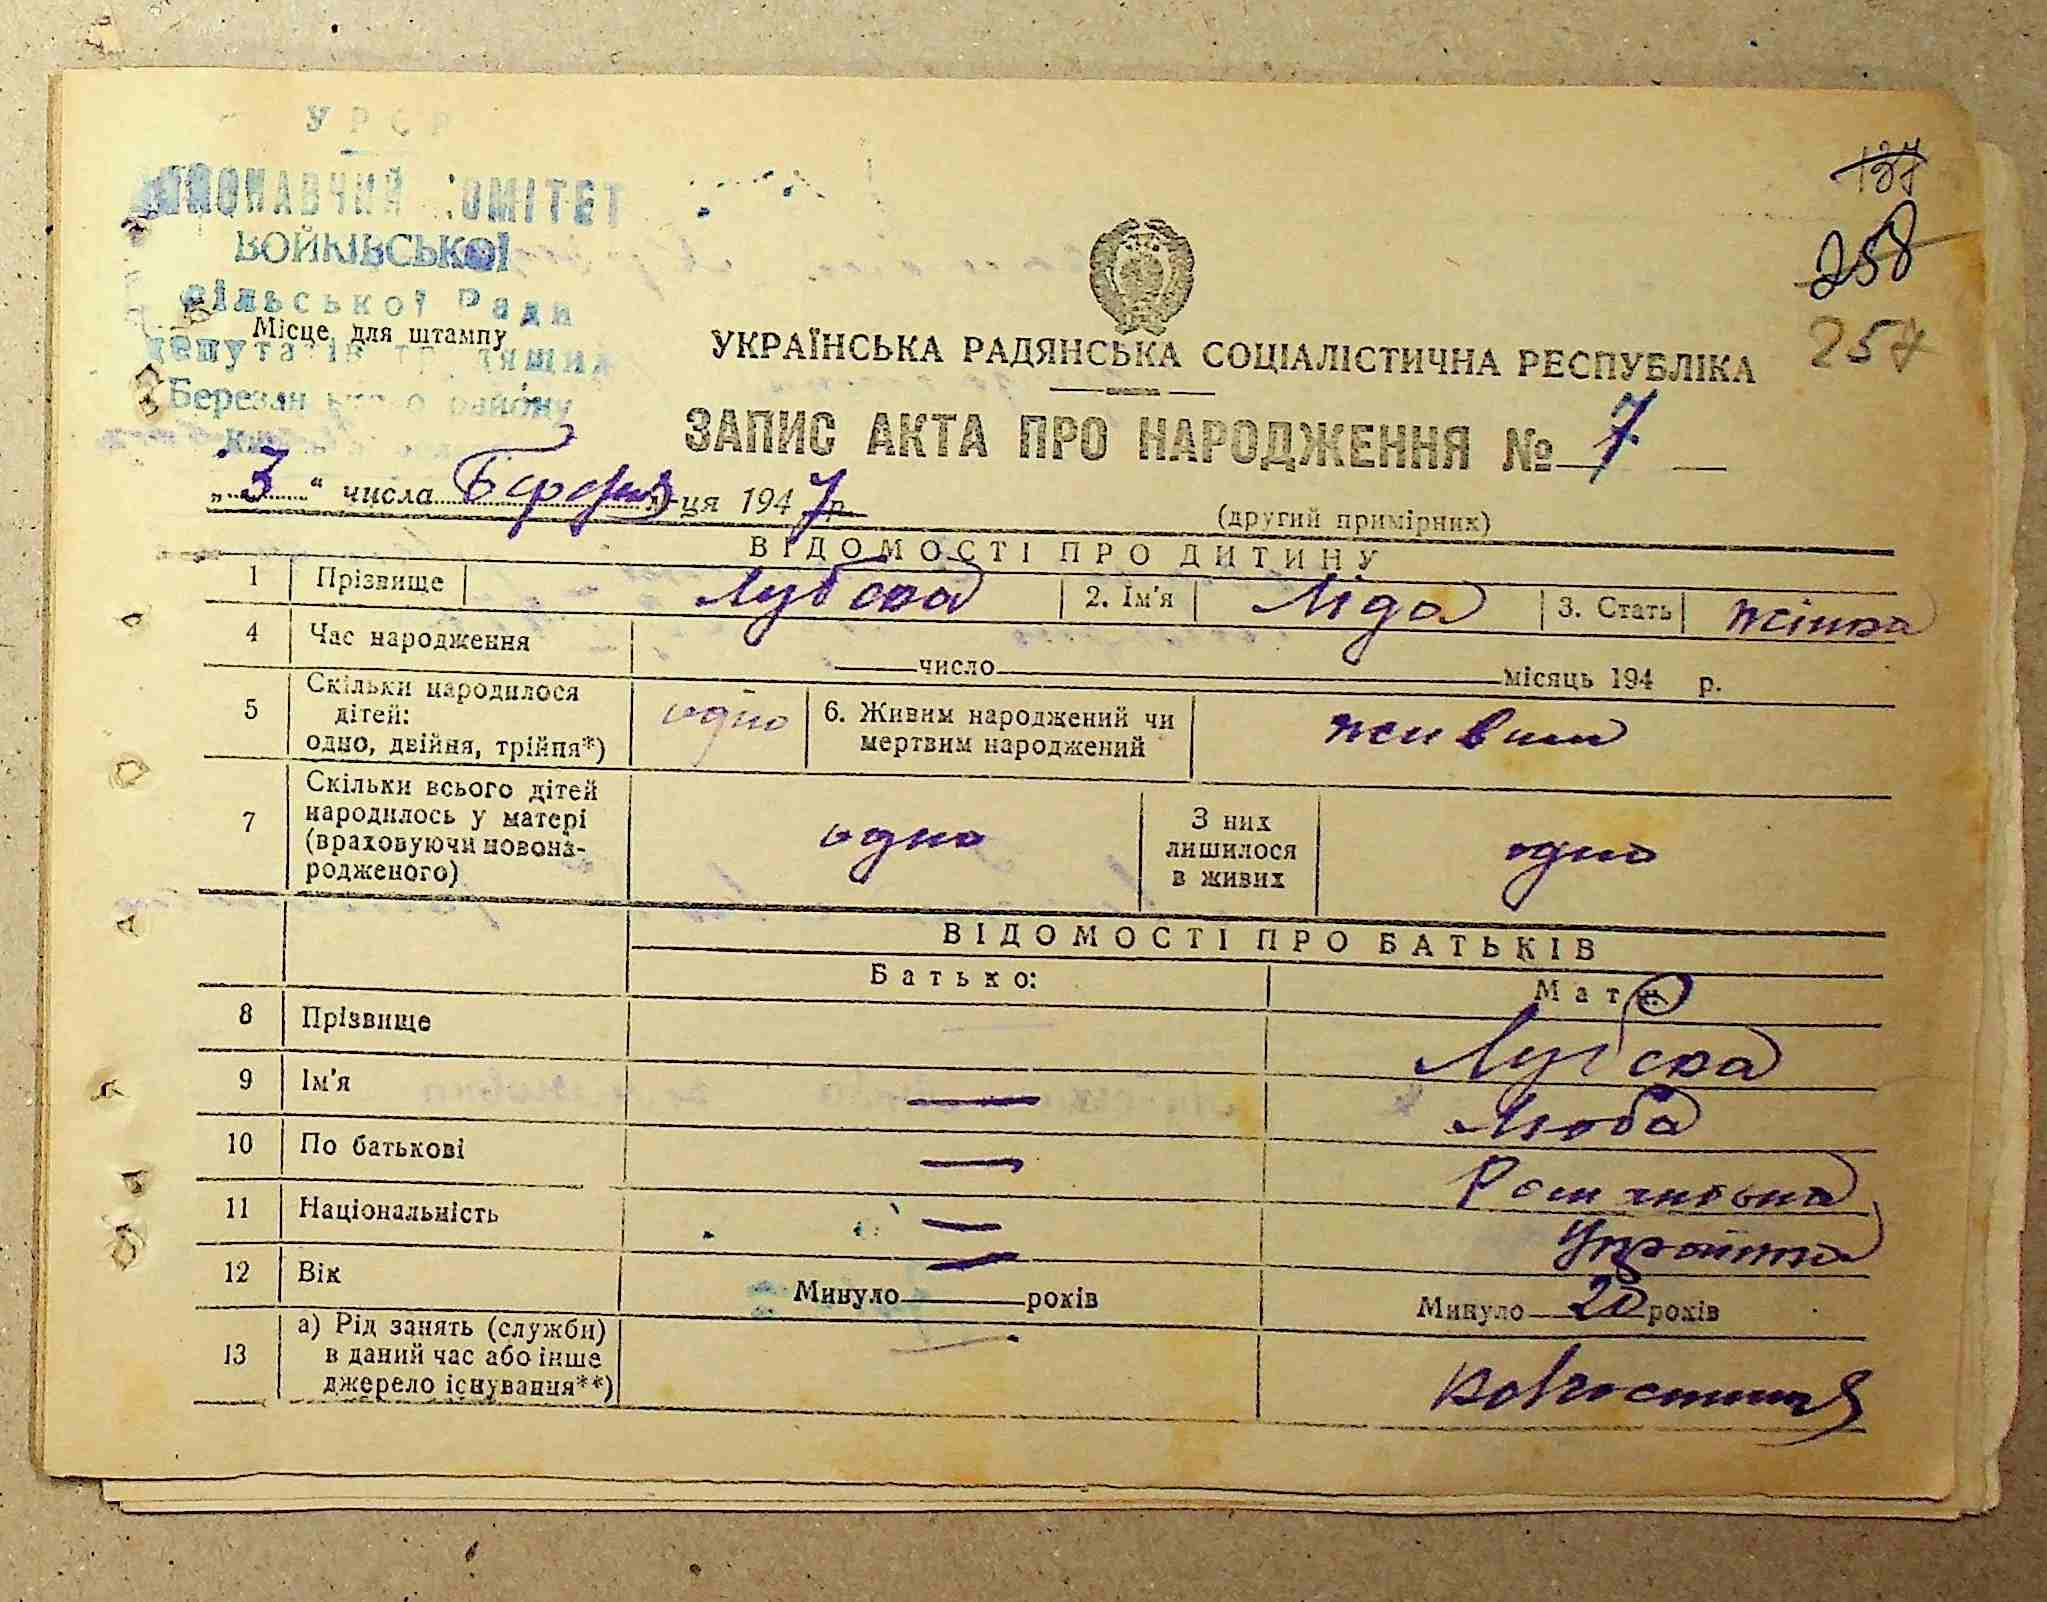 УРСР
ВИКОНАВЧИЙ КОМІТЕТ
ВОЙКІВСЬКОЇ
сільської Ради
Місце для штампу
депутатів трудящих
Березанського району
137
258
257
УКРАЇНСЬКА РАДЯНСЬКА СОЦІАЛІСТИЧНА РЕСПУБЛІКА
ЗАПИС АКТА ПРО НАРОДЖЕННЯ № 7
„3“ числа Березня м-ця 1947 р.
(другий примірник)
ВІДОМОСТІ ПРО ДИТИНУ
1 Прізвище Лубська 2. Ім'я Ліда 3. Стать жінка
4 Час народження число місяць 194 р.
5 Скільки народилося дітей: одно, двійня, трійня*) одно 6. Живим народжений чи мертвим народжений живим
7 Скільки всього дітей народилось у матері (враховуючи новонародженого) одно З них лишилося в живих одно
ВІДОМОСТІ ПРО БАТЬКІВ
Батько: Мати:
8 Прізвище — Лубська
9 Ім'я — Люба
10 По батькові —
11 Національність — Українка
12 Вік Минуло — років Минуло 20 років
13 а) Рід занять (служби) в даний час або інше джерело існування**) —